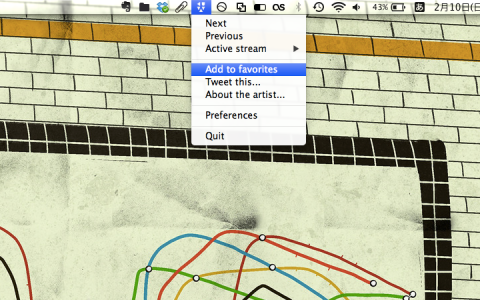 43% 2月10日(日
Next
Previous
Active stream
Add to favorites
Tweet this...
About the artist...
Preferences
Quit